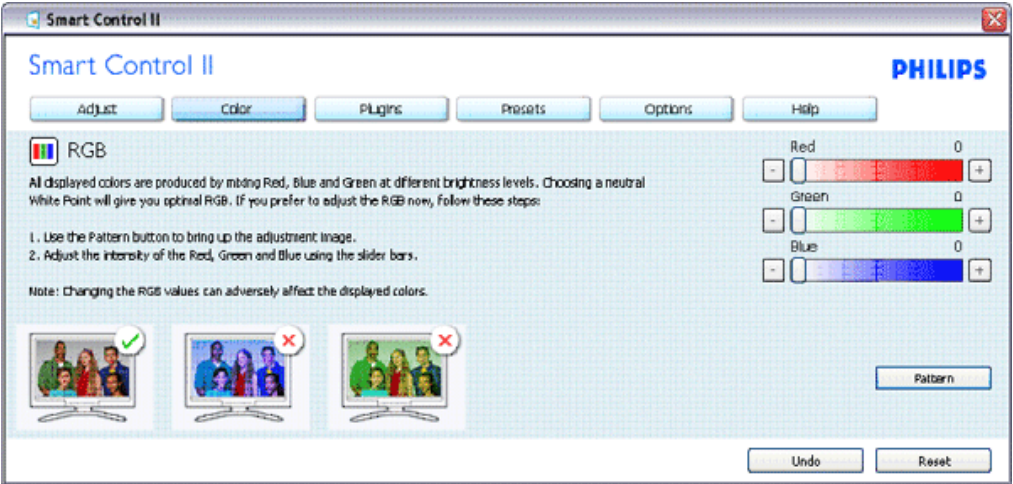 Smart Control II
Smart Control II
PHILIPS
Adjust Color Plugins Presets Options Help
RGB
All displayed colors are produced by mixing Red, Blue and Green at different brightness levels. Choosing a neutral
White Point will give you optimal RGB. If you prefer to adjust the RGB now, follow these steps:
1. Use the Pattern button to bring up the adjustment image.
2. Adjust the intensity of the Red, Green and Blue using the slider bars.
Note: Changing the RGB values can adversely affect the displayed colors.
Red 0
- +
Green 0
- +
Blue 0
- +
Pattern
Undo Reset